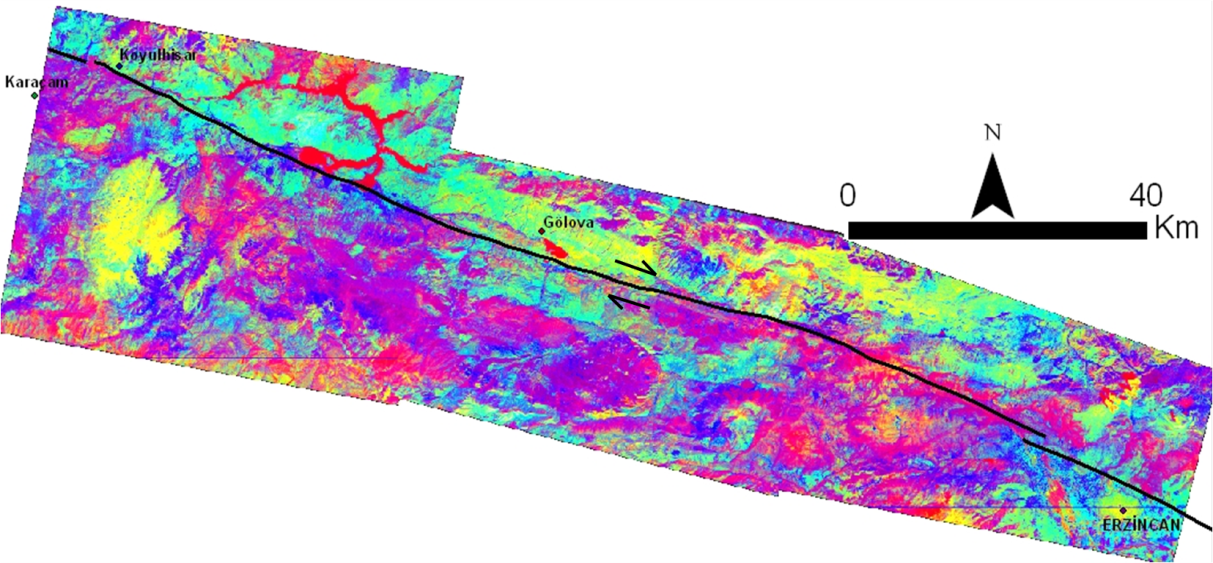 Koyulhisar
Karaçam
N
0 40
Km
Gölova
ERZİNCAN